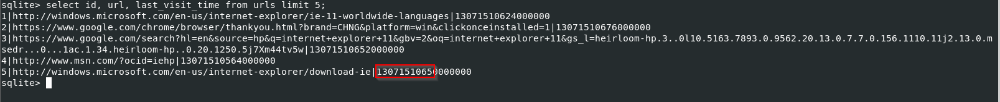 sqlite> select id, url, last_visit_time from urls limit 5;
1|http://windows.microsoft.com/en-us/internet-explorer/ie-11-worldwide-languages|13071510624000000
2|https://www.google.com/chrome/browser/thankyou.html?brand=CHNG&platform=win&clickonceinstalled=1|13071510676000000
3|https://www.google.com/search?hl=en&source=hp&q=internet+explorer+11&gbv=2&oq=internet+explorer+11&gs_l=heirloom-hp.3..0l10.5163.7893.0.9562.20.13.0.7.7.0.156.1110.11j2.13.0.m
sedr...0...1ac.1.34.heirloom-hp..0.20.1250.5j7Xm44tv5w|13071510652000000
4|http://www.msn.com/?ocid=iehp|13071510564000000
5|http://windows.microsoft.com/en-us/internet-explorer/download-ie|13071510650000000
sqlite>